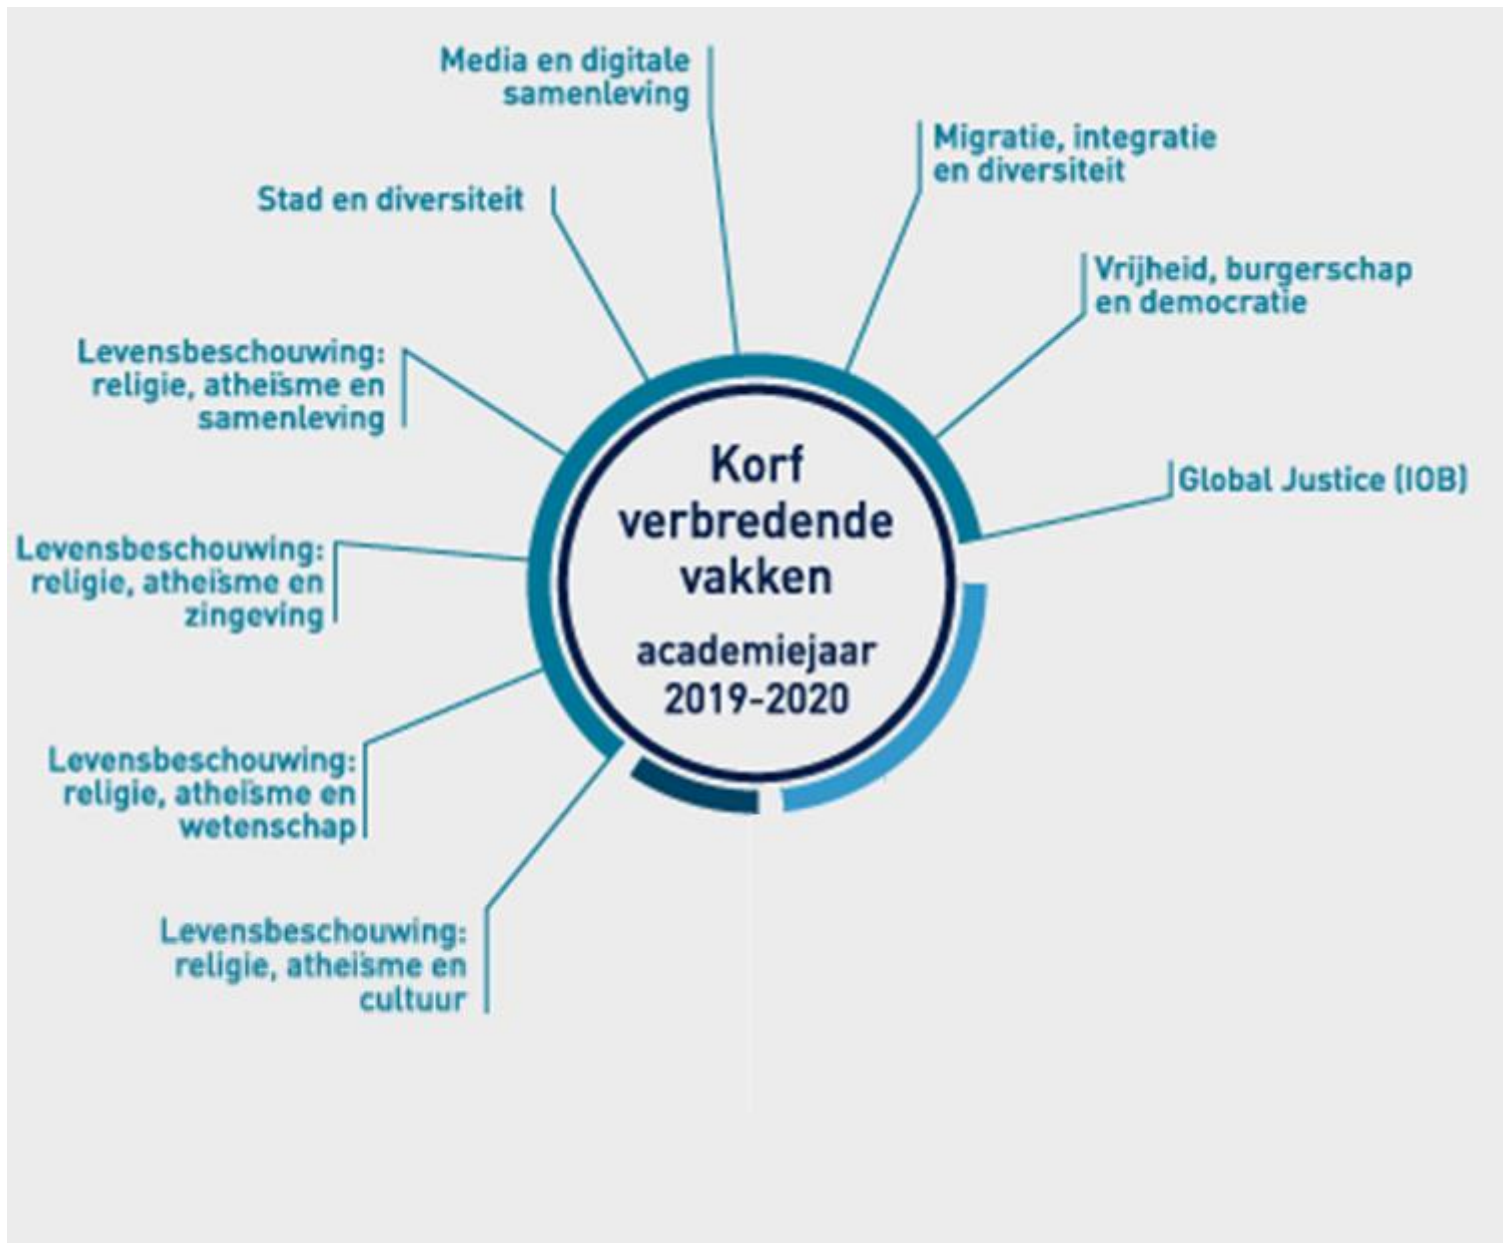 Media en digitale
samenleving
Migratie, integratie
en diversiteit
Stad en diversiteit
Vrijheid, burgerschap
en democratie
Levensbeschouwing:
religie, atheïsme en
samenleving
Korf
verbredende
vakken
academiejaar
2019-2020
Global Justice (IOB)
Levensbeschouwing:
religie, atheïsme en
zingeving
Levensbeschouwing:
religie, atheïsme en
wetenschap
Levensbeschouwing:
religie, atheïsme en
cultuur